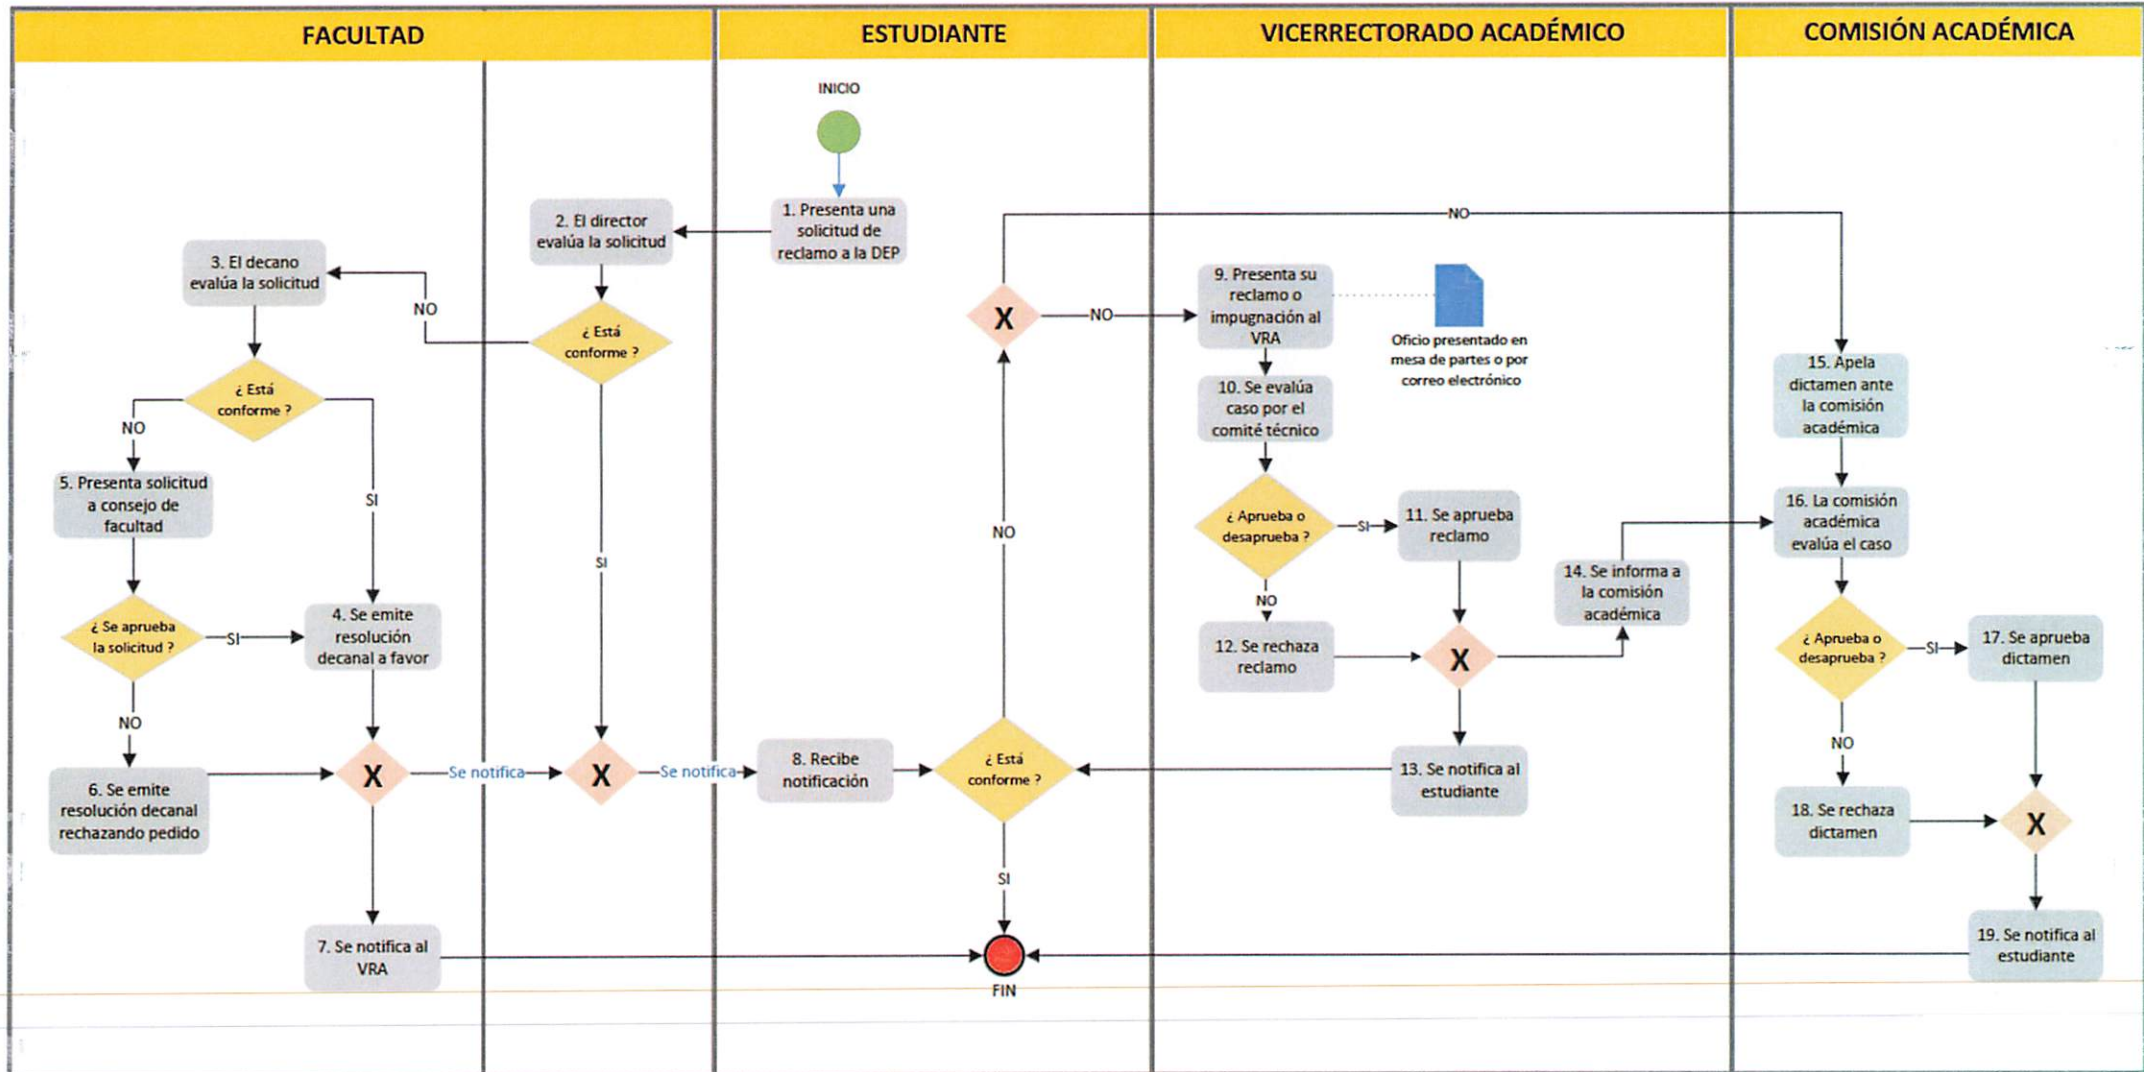 FACULTAD
ESTUDIANTE
VICERRECTORADO ACADÉMICO
COMISIÓN ACADÉMICA
INICIO
1. Presenta una
solicitud de
reclamo a la DEP
2. El director
evalúa la solicitud
¿ Está
conforme ?
NO
SI
3. El decano
evalúa la solicitud
¿ Está
conforme ?
NO
SI
5. Presenta solicitud
a consejo de
facultad
¿ Se aprueba
la solicitud ?
SI
NO
4. Se emite
resolución
decanal a favor
6. Se emite
resolución decanal
rechazando pedido
X
Se notifica
X
Se notifica
7. Se notifica al
VRA
8. Recibe
notificación
¿ Está
conforme ?
NO
SI
FIN
X
NO
NO
9. Presenta su
reclamo o
impugnación al
VRA
Oficio presentado en
mesa de partes o por
correo electrónico
10. Se evalúa
caso por el
comité técnico
¿ Aprueba o
desaprueba ?
SI
NO
11. Se aprueba
reclamo
12. Se rechaza
reclamo
X
13. Se notifica al
estudiante
14. Se informa a
la comisión
académica
15. Apela
dictamen ante
la comisión
académica
16. La comisión
académica
evalúa el caso
¿ Aprueba o
desaprueba ?
SI
NO
17. Se aprueba
dictamen
18. Se rechaza
dictamen
X
19. Se notifica al
estudiante